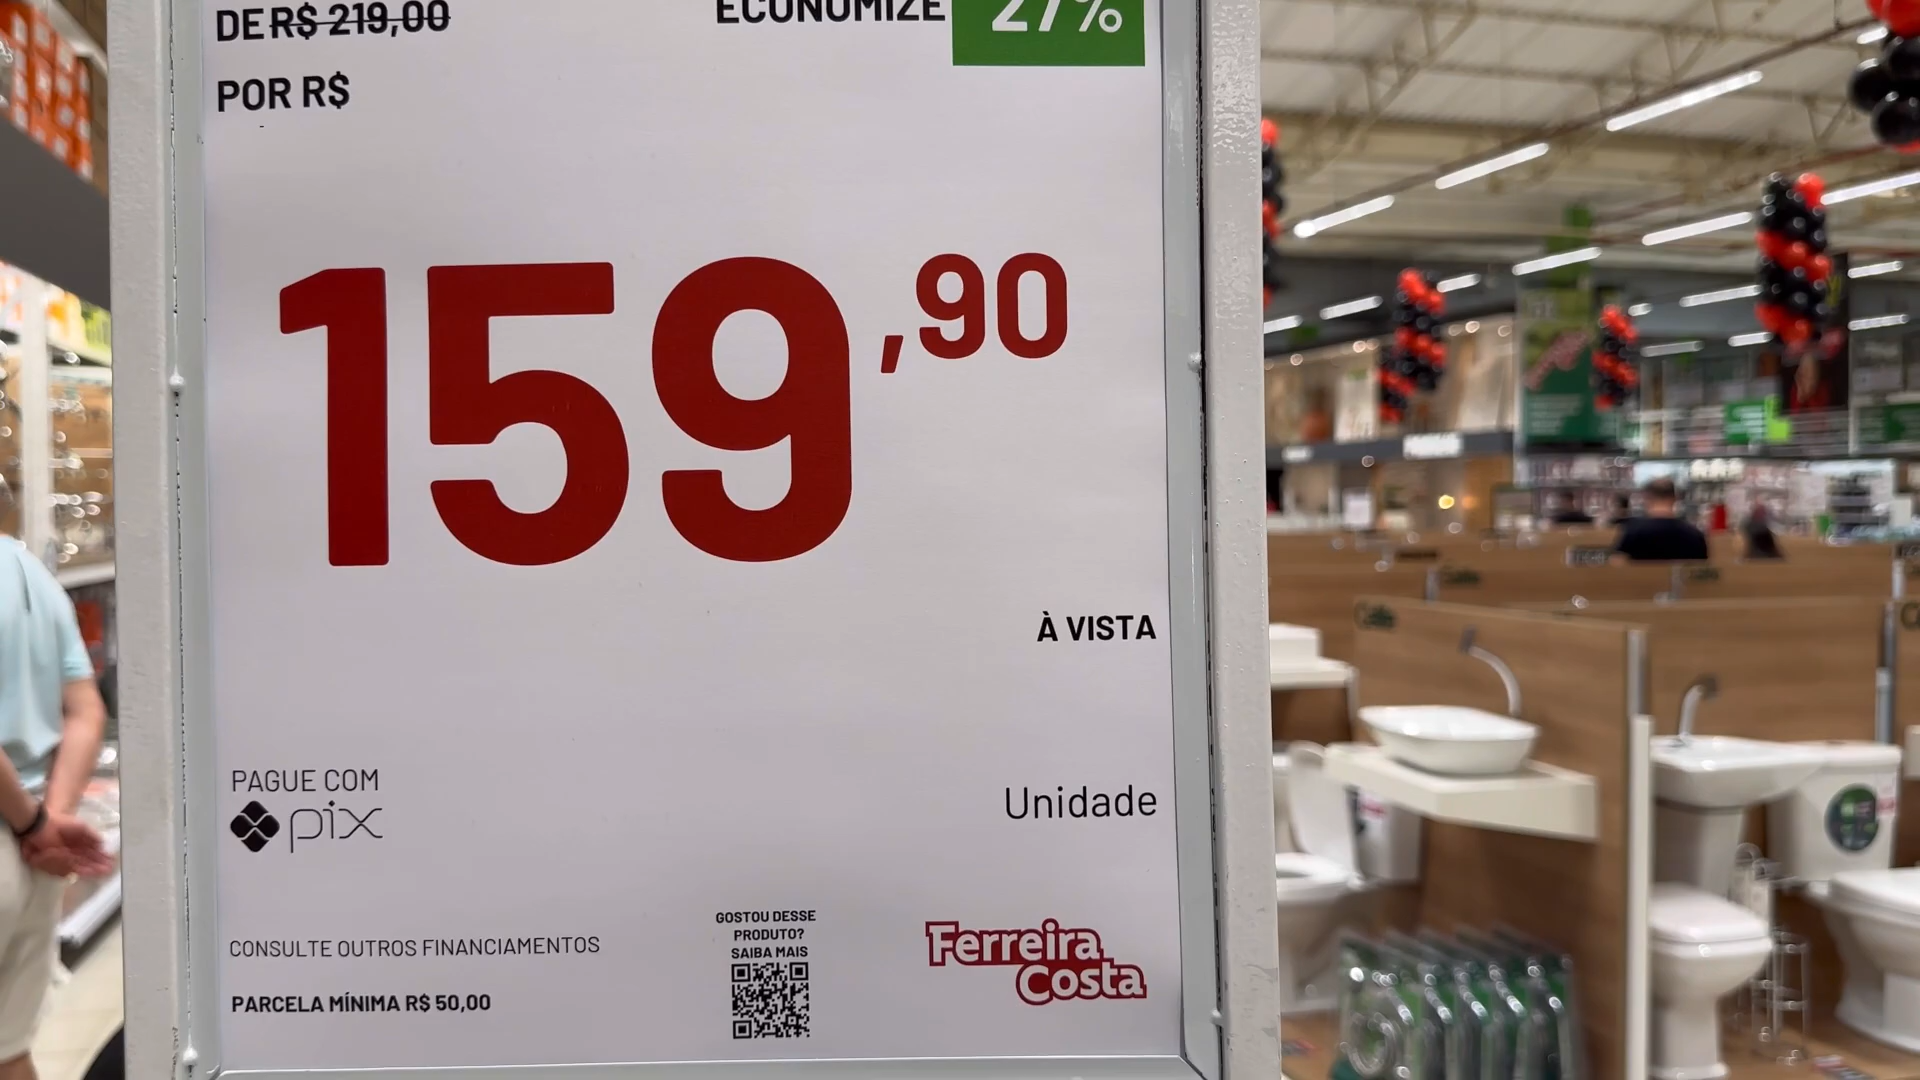 DE R$ 219,00
ECONOMIZE 27%
POR R$
159,90
À VISTA
PAGUE COM
pix
Unidade
CONSULTE OUTROS FINANCIAMENTOS
PARCELA MÍNIMA R$ 50,00
GOSTOU DESSE
PRODUTO?
SAIBA MAIS
Ferreira
Costa